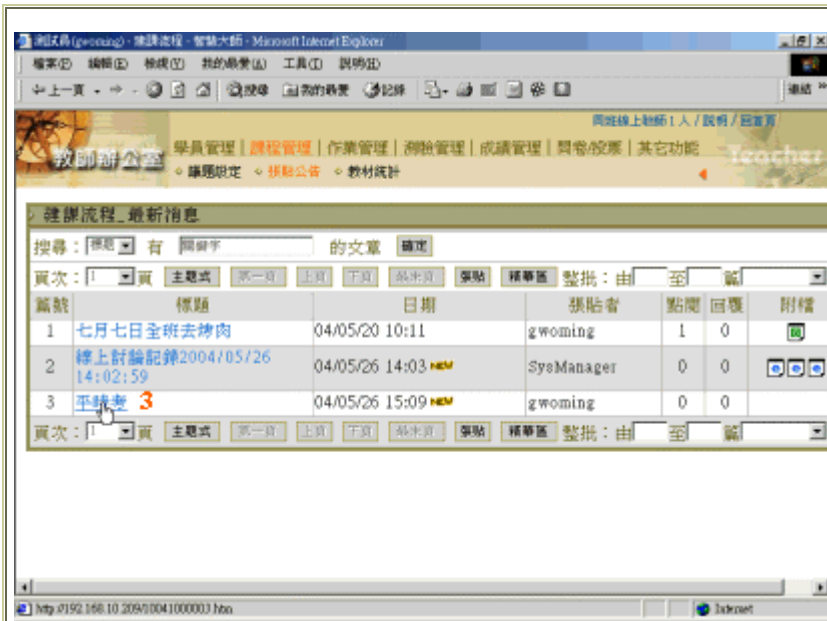 測試員(gwoming) - 建課流程 - 智慧大師 - Microsoft Internet Explorer
檔案(F) 編輯(E) 檢視(V) 我的最愛(A) 工具(T) 說明(H)
上一頁 搜尋 我的最愛 記錄 連結 »
同班線上教師 1 人 / 說明 / 回首頁
教師辦公室
學員管理 | 課程管理 | 作業管理 | 測驗管理 | 成績管理 | 問卷/投票 | 其它功能
Teacher
議題設定 張貼公告 教材統計
建課流程_最新消息
搜尋：標題 有 關鍵字 的文章 確定
頁次：1 頁 主題式 第一頁 上頁 下頁 最末頁 張貼 精華區 整批：由 至 篇
篇號 標題 日期 張貼者 點閱 回覆 附檔
1 七月七日全班去烤肉 04/05/20 10:11 gwoming 1 0
2 線上討論記錄2004/05/26 14:02:59 04/05/26 14:03 NEW SysManager 0 0
3 平時考 3 04/05/26 15:09 NEW gwoming 0 0
頁次：1 頁 主題式 第一頁 上頁 下頁 最末頁 張貼 精華區 整批：由 至 篇
http://192.168.10.209/10041000003.htm Internet